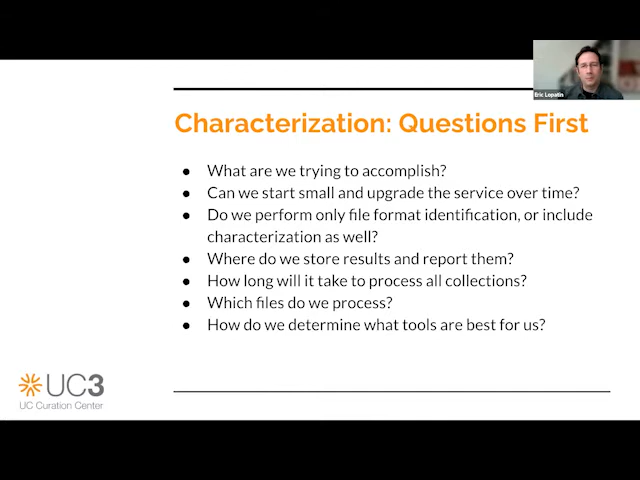 Eric Lopatin
Characterization: Questions First
● What are we trying to accomplish?
● Can we start small and upgrade the service over time?
● Do we perform only file format identification, or include
characterization as well?
● Where do we store results and report them?
● How long will it take to process all collections?
● Which files do we process?
● How do we determine what tools are best for us?
UC3
UC Curation Center